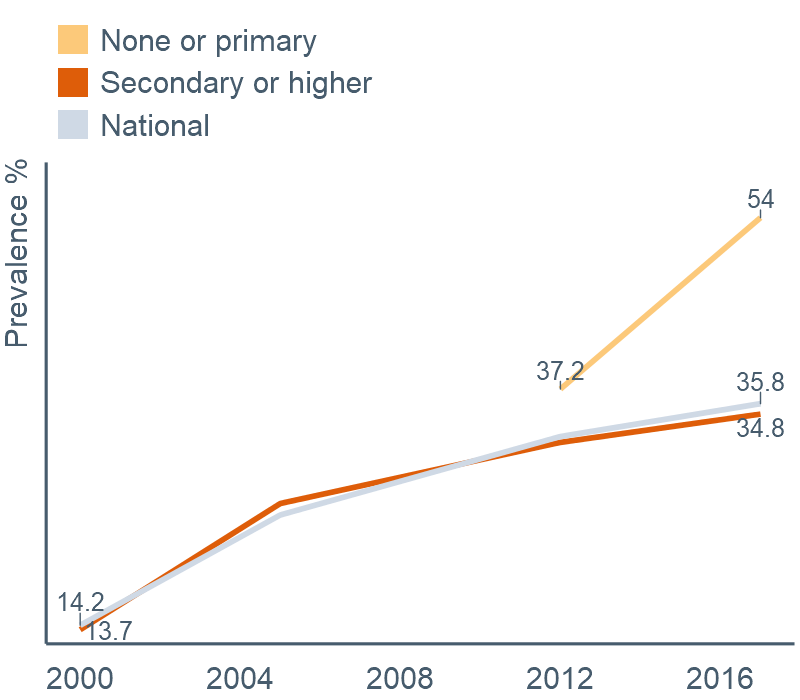 None or primary
Secondary or higher
National
Prevalence %
54
37.2
35.8
34.8
14.2
13.7
2000 2004 2008 2012 2016